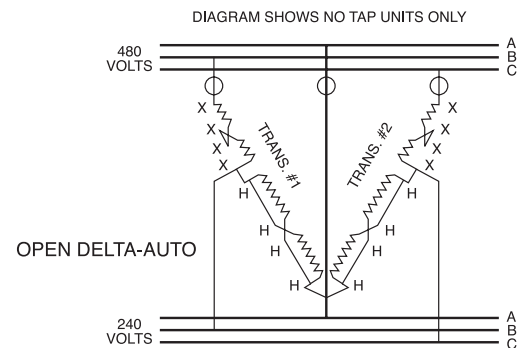 DIAGRAM SHOWS NO TAP UNITS ONLY
480
VOLTS
A
B
C
X
X
X
X
TRANS. #1
H
H
H
H
TRANS. #2
X
X
X
X
H
H
H
H
OPEN DELTA-AUTO
240
VOLTS
A
B
C